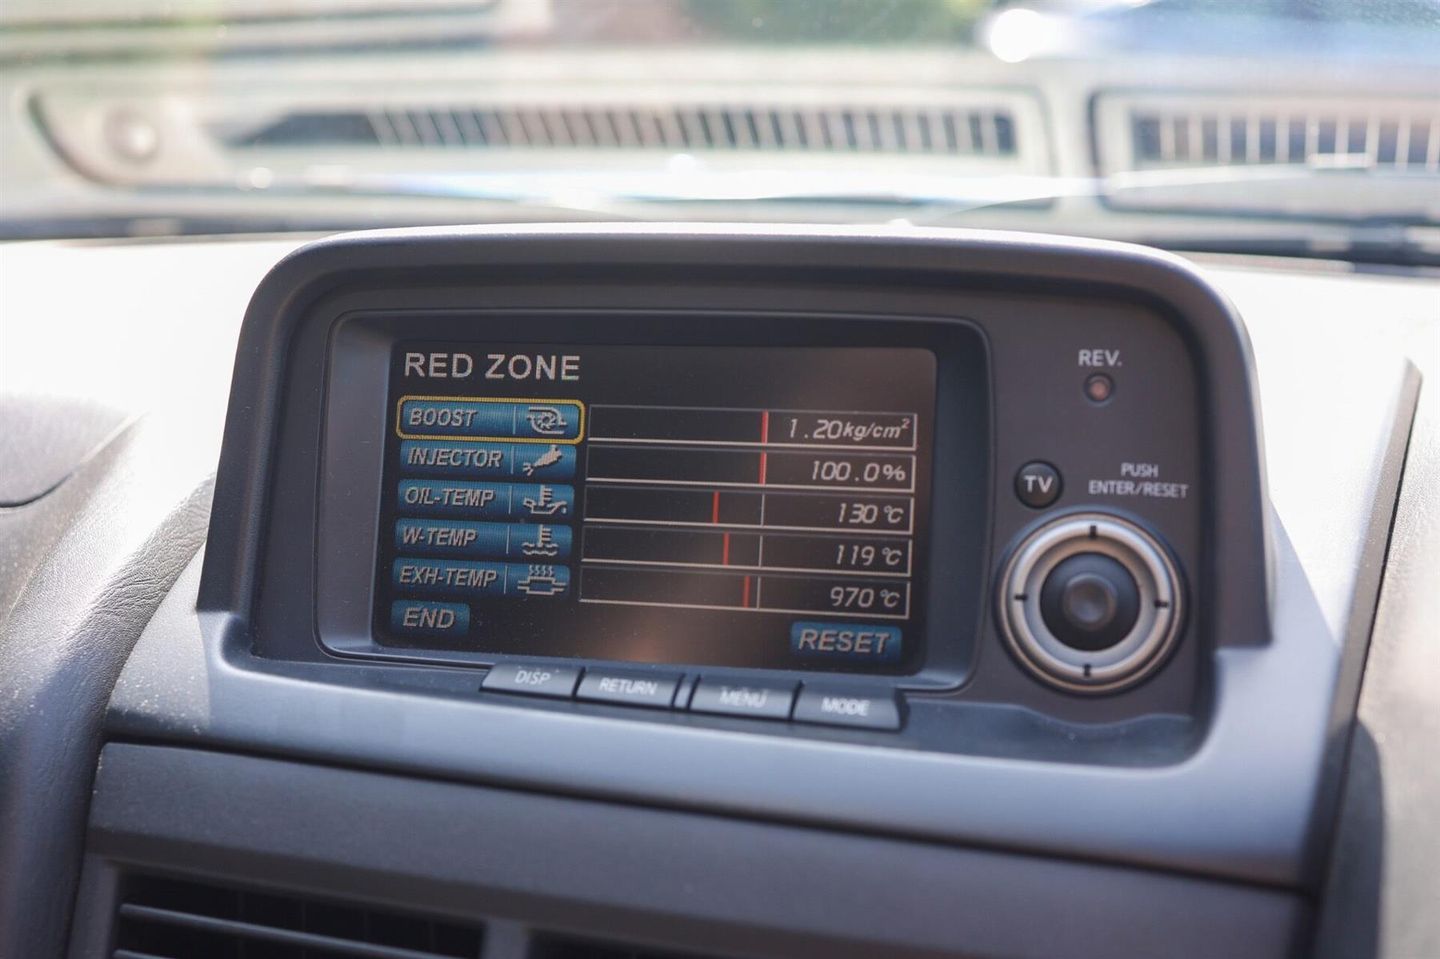 RED ZONE
BOOST 1.20kg/cm²
INJECTOR 100.0%
OIL-TEMP 130℃
W-TEMP 119℃
EXH-TEMP 970℃
END RESET
REV.
TV
PUSH
ENTER/RESET
DISP RETURN MENU MODE